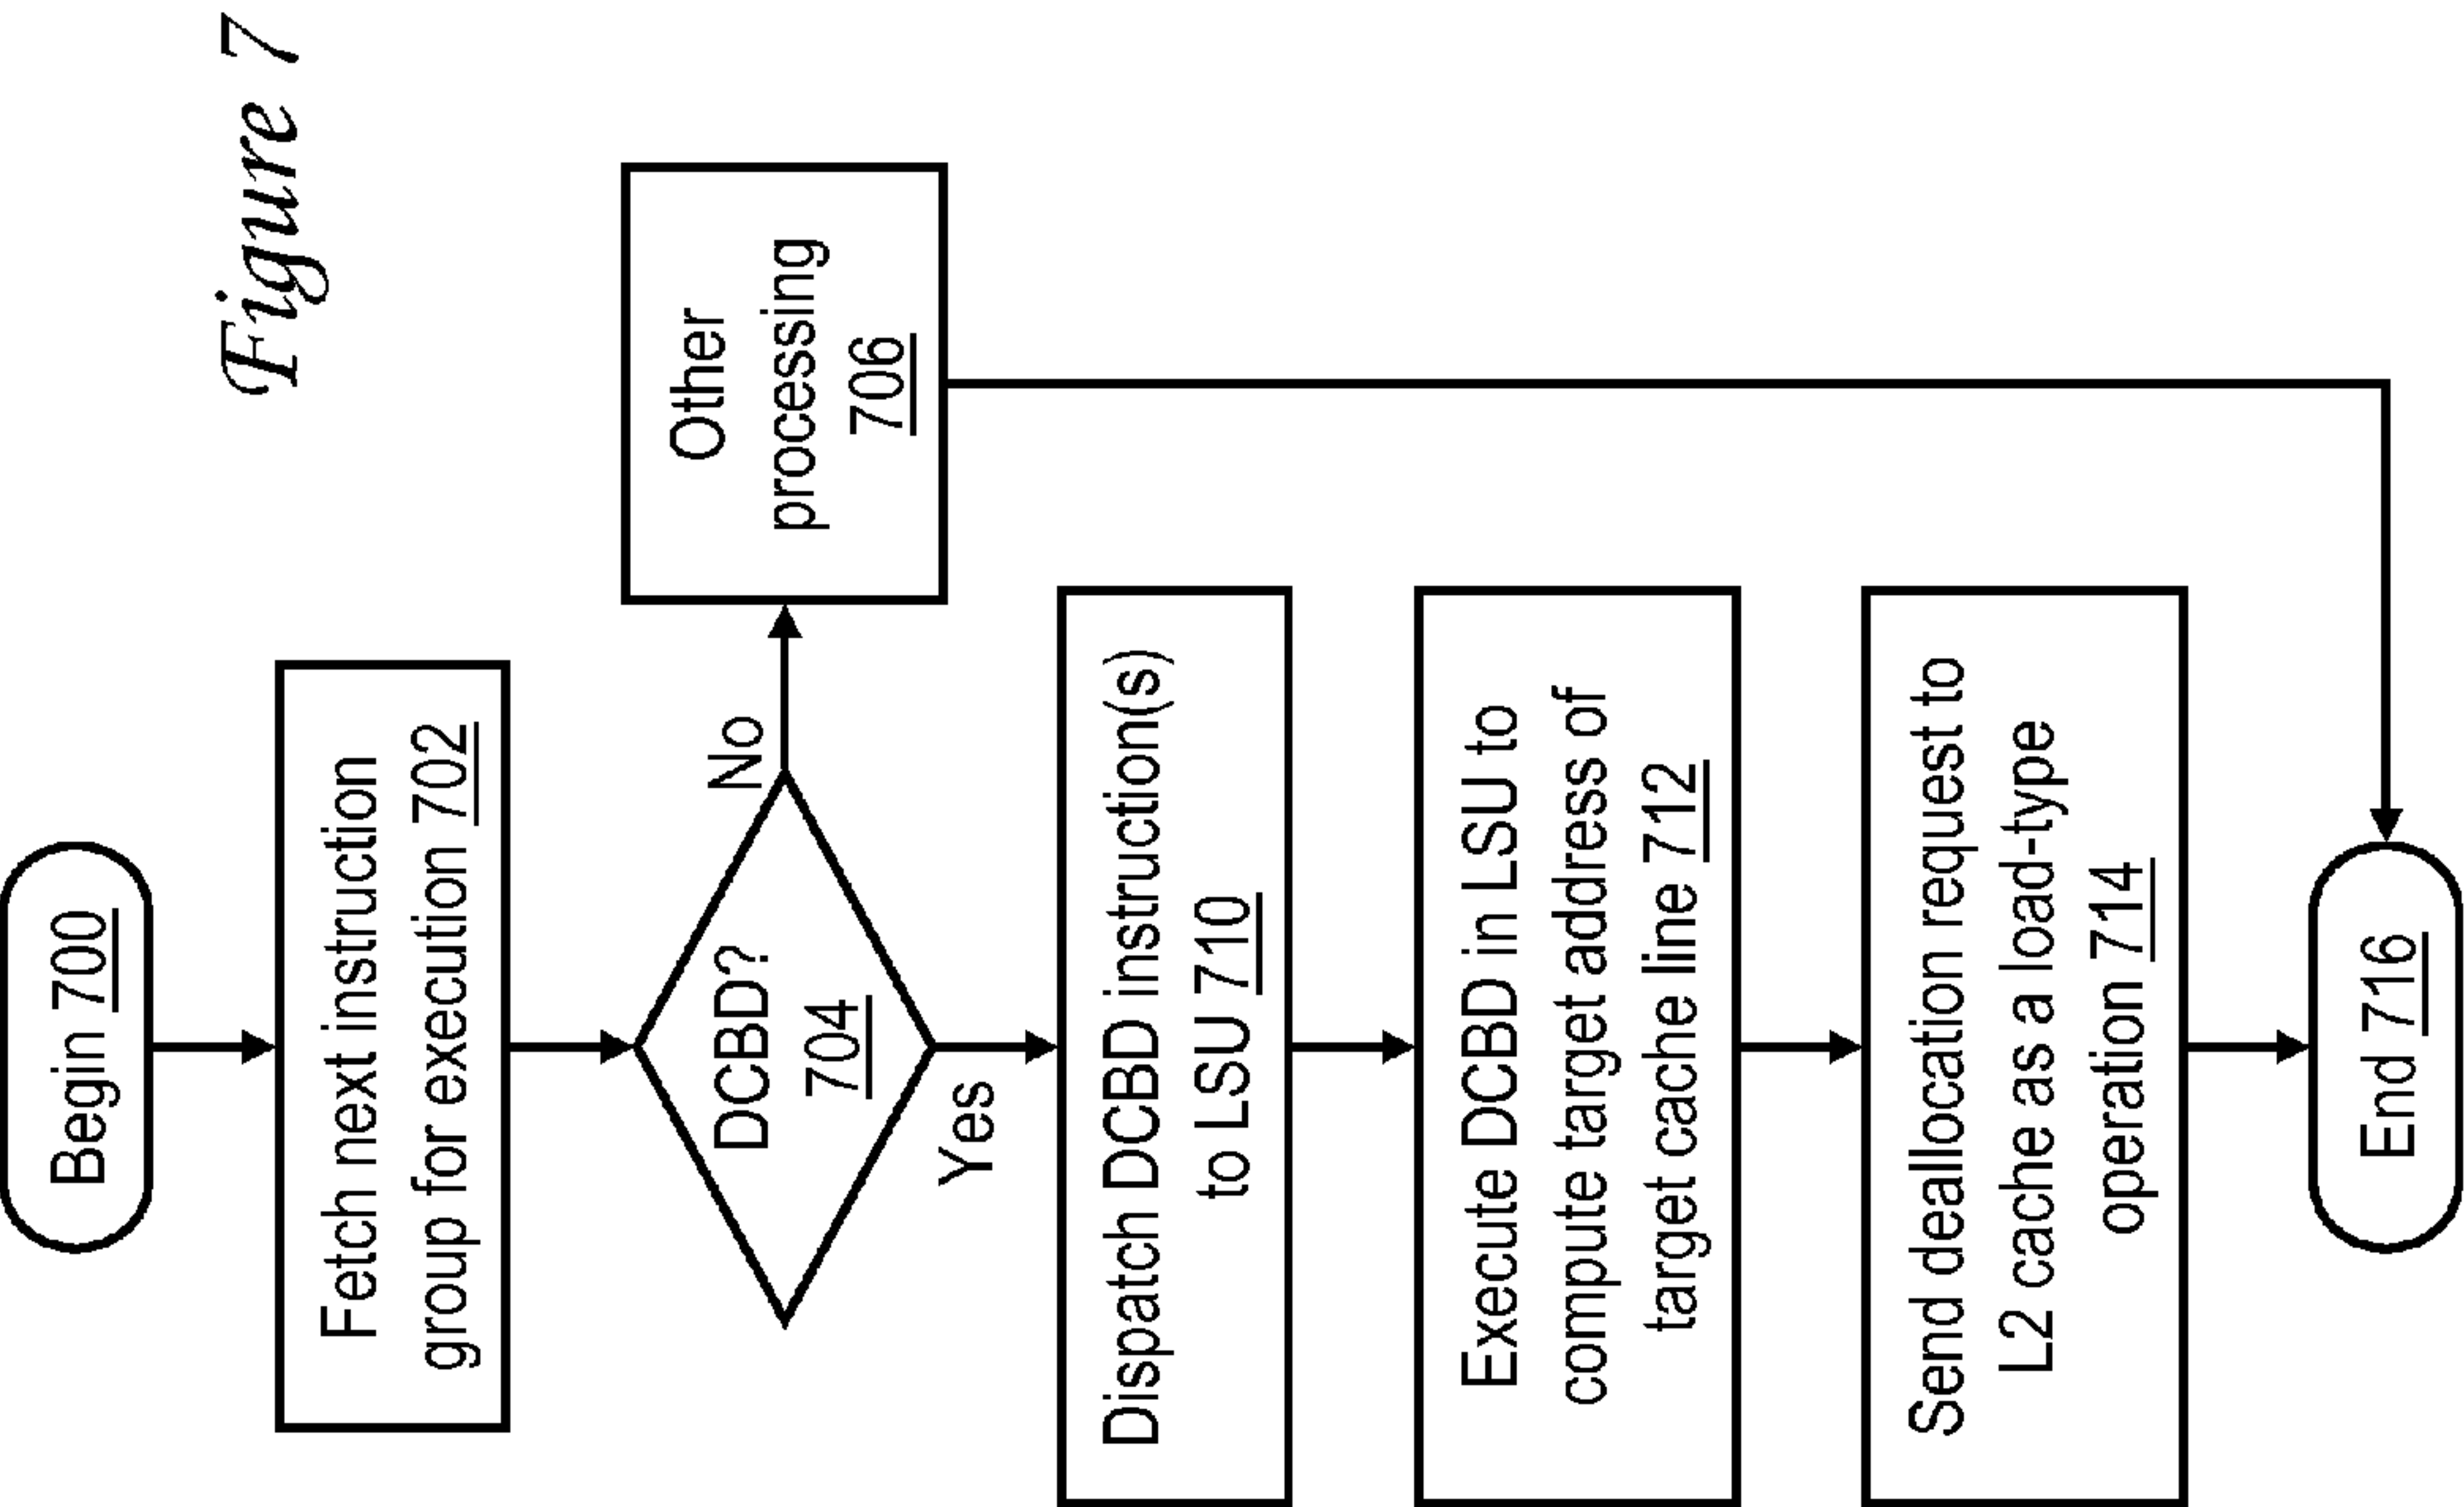 Figure 7
Begin 700
Fetch next instruction
group for execution 702
DCBD?
704
No
Other
processing
706
Yes
Dispatch DCBD instruction(s)
to LSU 710
Execute DCBD in LSU to
compute target address of
target cache line 712
Send deallocation request to
L2 cache as a load-type
operation 714
End 716